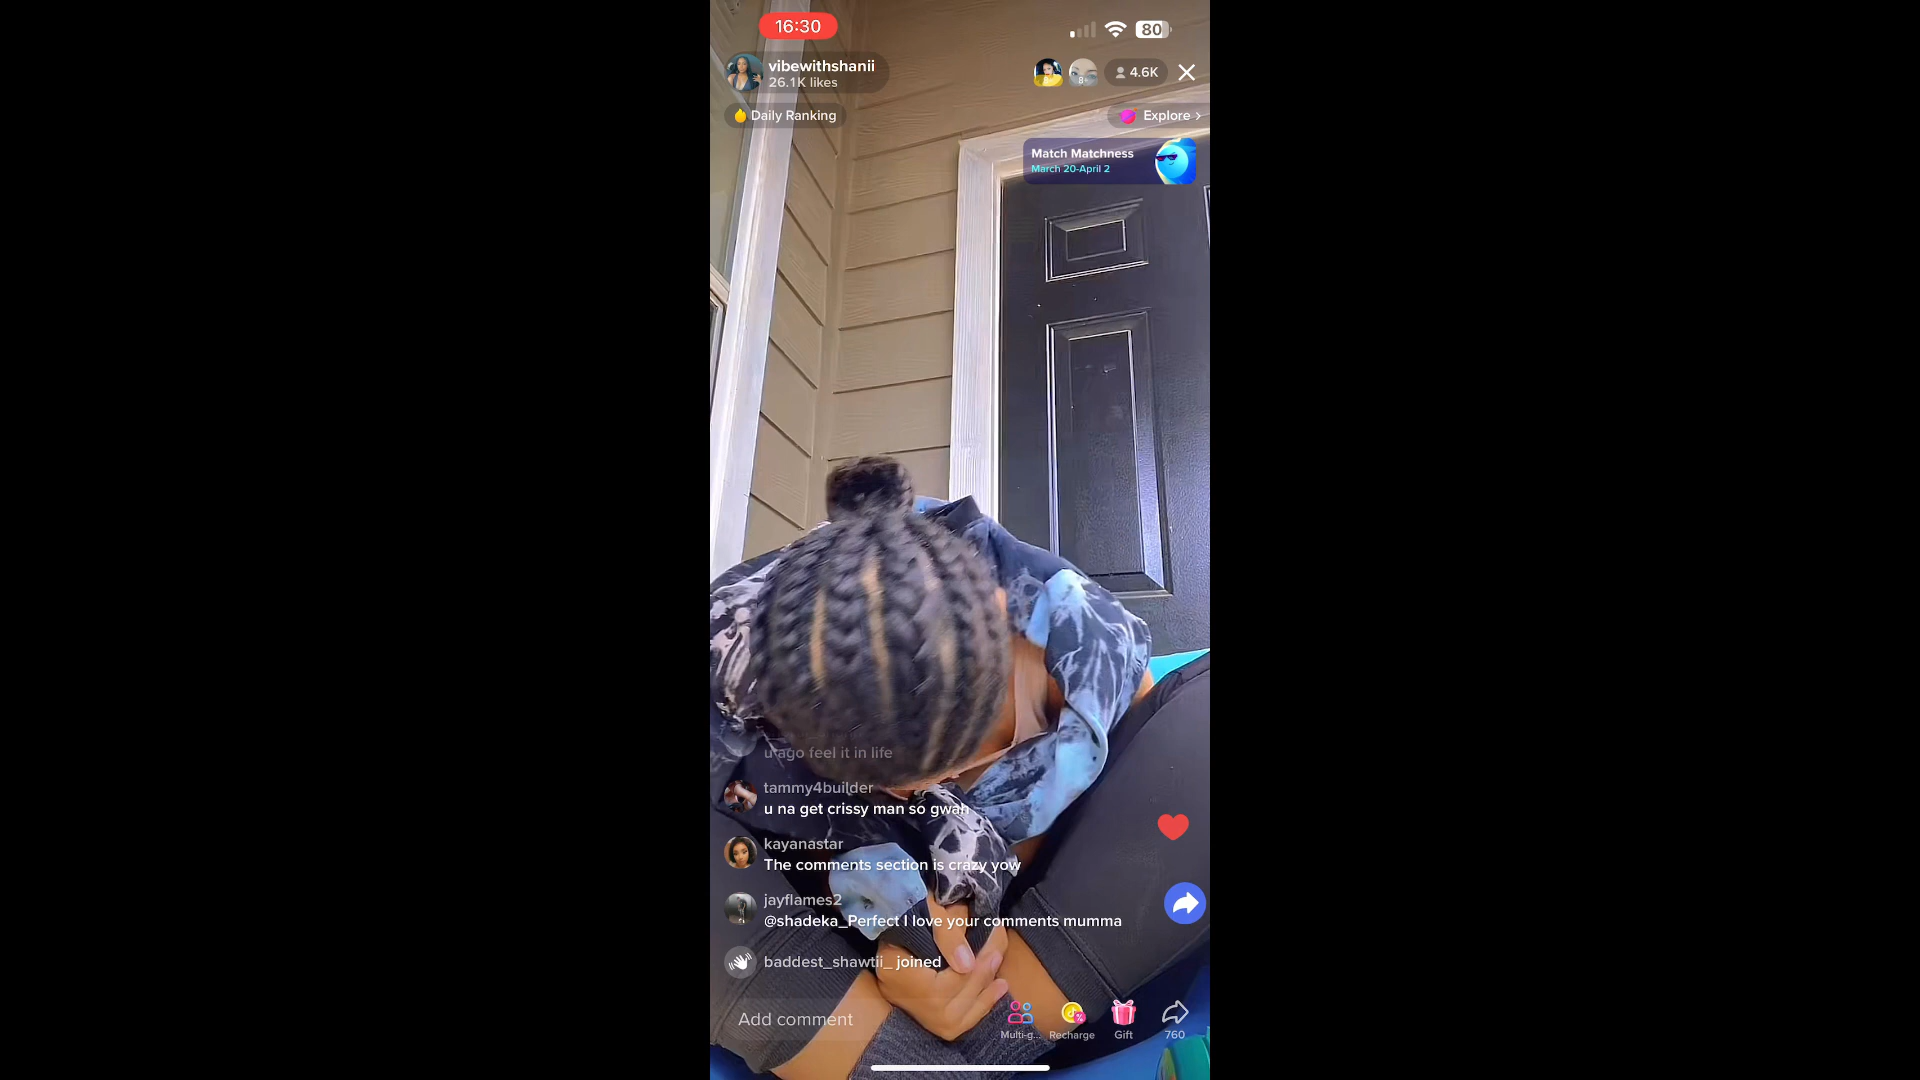 16:30
80
vibewithshanii
26.1K likes
8+
4.6K
Daily Ranking
Explore >
Match Matchness
March 20-April 2
u ago feel it in life
tammy4builder
u na get crissy man so gwah
kayanastar
The comments section is crazy yow
jayflames2
@shadeka_Perfect I love your comments mumma
baddest_shawtii_ joined
Add comment
Multi-g...
Recharge
Gift
760